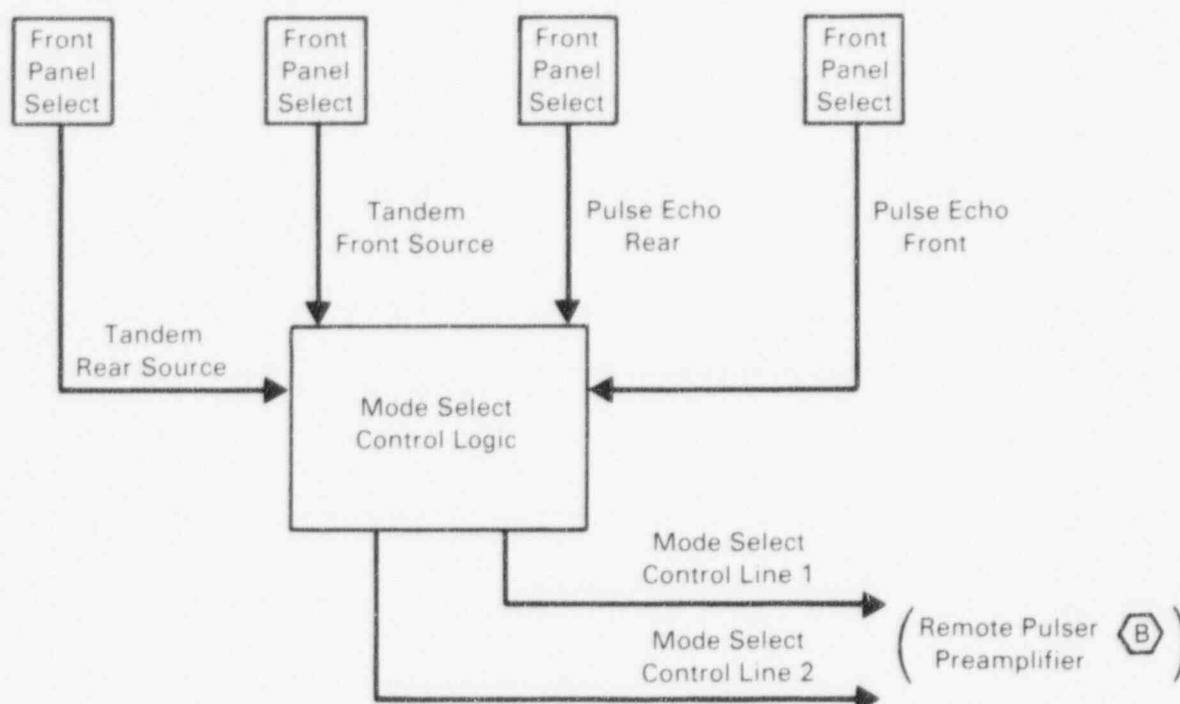 Front
Panel
Select
Front
Panel
Select
Front
Panel
Select
Front
Panel
Select
Tandem
Front Source
Pulse Echo
Rear
Pulse Echo
Front
Tandem
Rear Source
Mode Select
Control Logic
Mode Select
Control Line 1
Mode Select
Control Line 2
(Remote Pulser
Preamplifier
B)